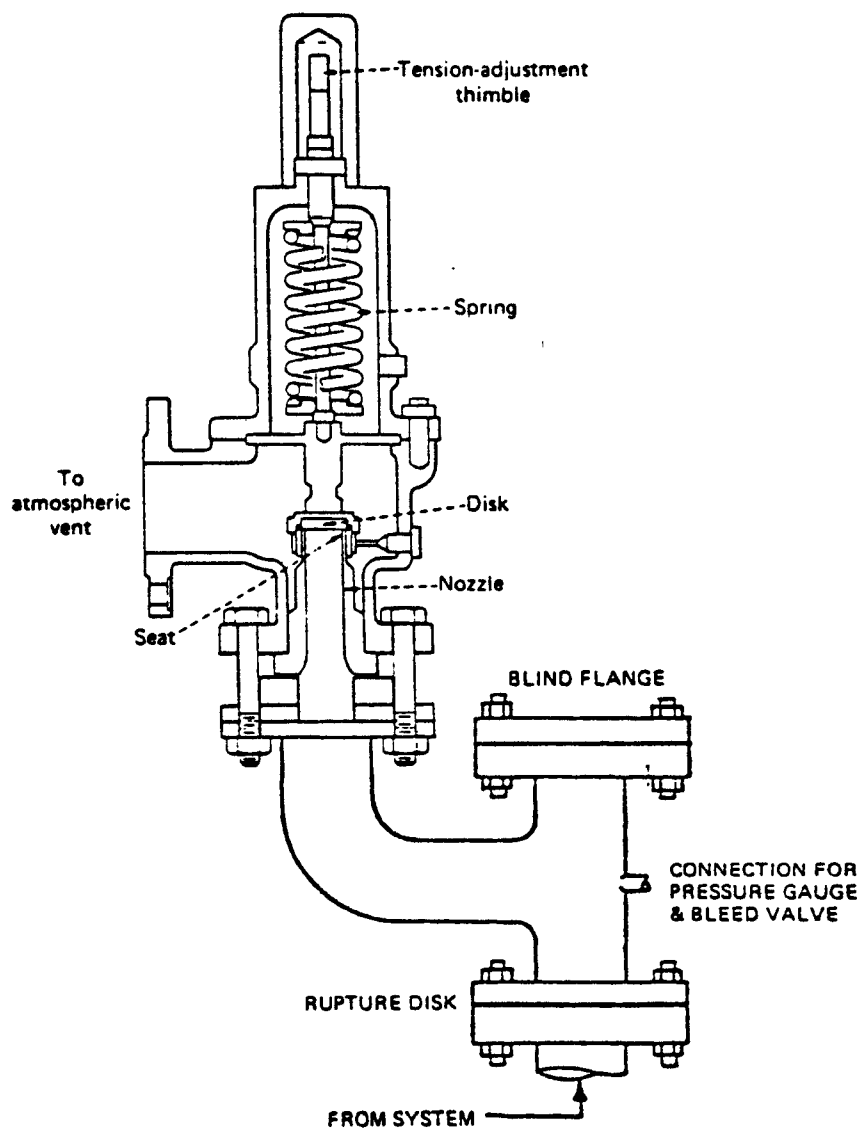 Tension-adjustment
thimble
Spring
To
atmospheric
vent
Disk
Nozzle
Seat
BLIND FLANGE
CONNECTION FOR
PRESSURE GAUGE
& BLEED VALVE
RUPTURE DISK
FROM SYSTEM